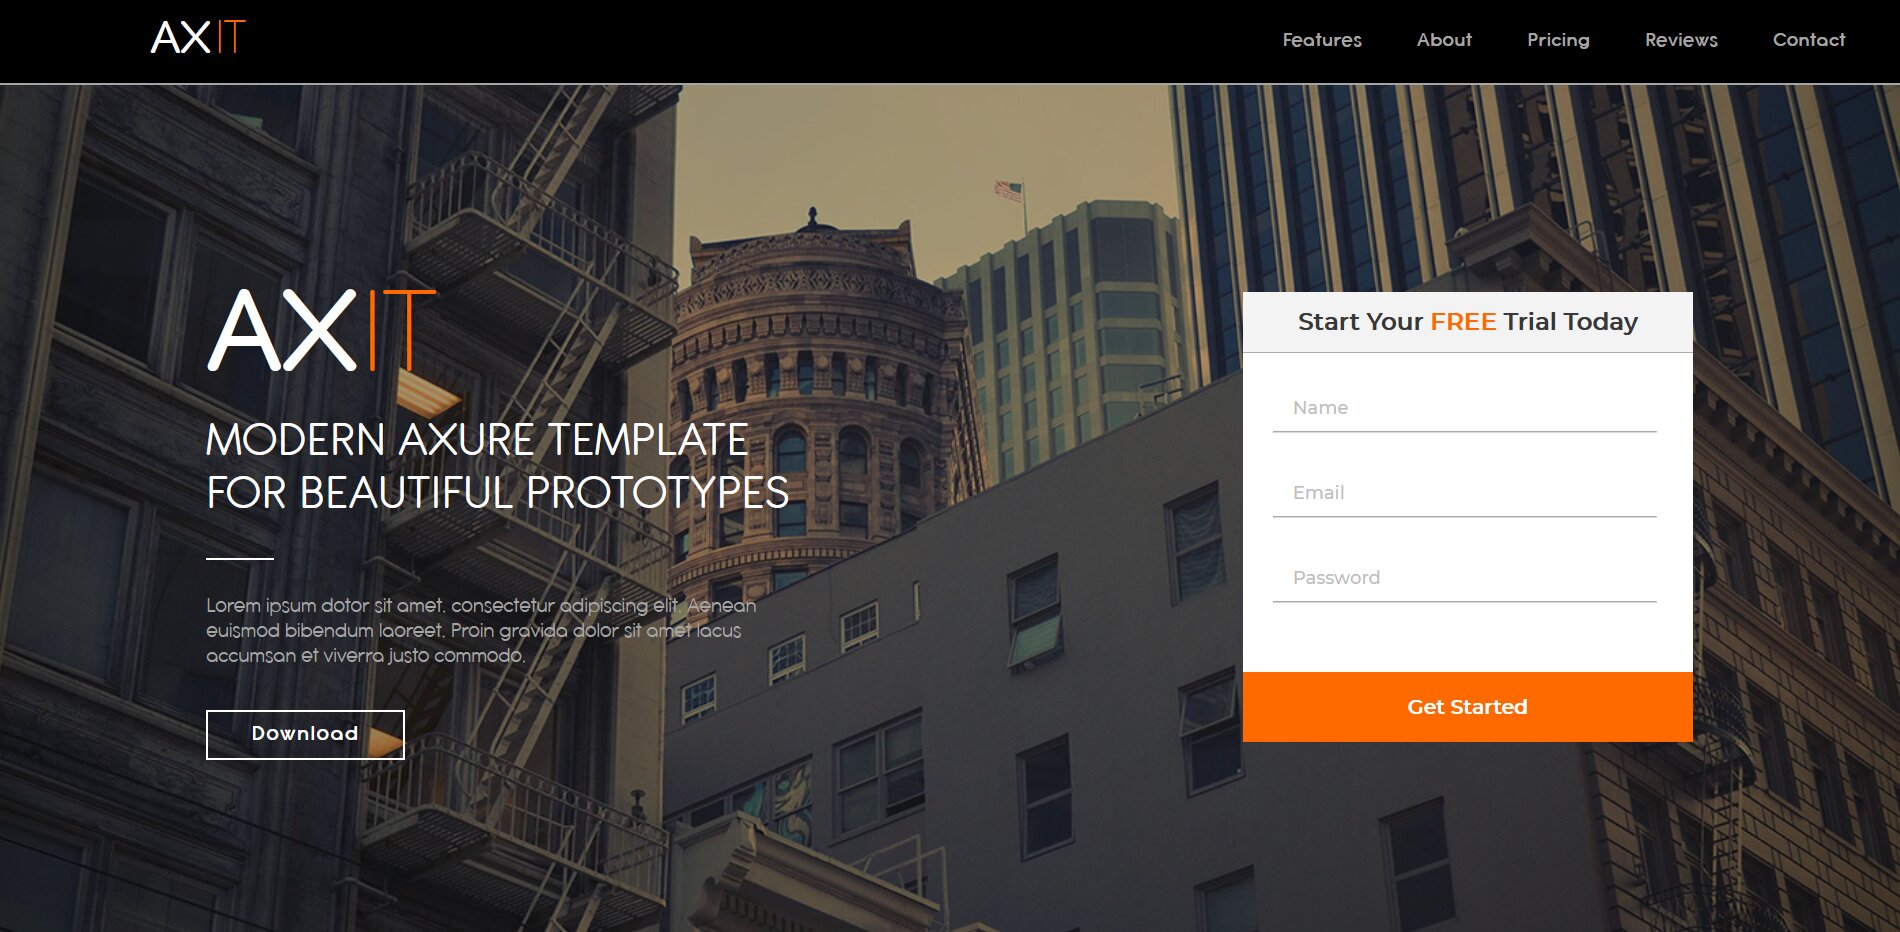 AXIT
Features
About
Pricing
Reviews
Contact
AXIT
MODERN AXURE TEMPLATE
FOR BEAUTIFUL PROTOTYPES
Lorem ipsum dotor sit amet, consectetur adipiscing elit. Aenean
euismod bibendum laoreet. Proin gravida dolor sit amet lacus
accumsan et viverra justo commodo.
Download
Start Your FREE Trial Today
Name
Email
Password
Get Started